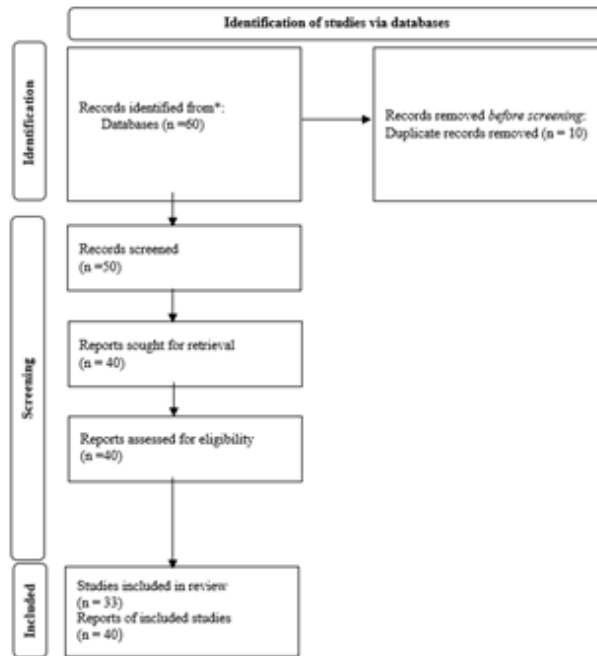 Identification of studies via databases
Identification
Records identified from*:
Databases (n =60)
Records removed before screening:
Duplicate records removed (n = 10)
Screening
Records screened
(n =50)
Reports sought for retrieval
(n = 40)
Reports assessed for eligibility
(n =40)
Included
Studies included in review
(n = 33)
Reports of included studies
(n = 40)